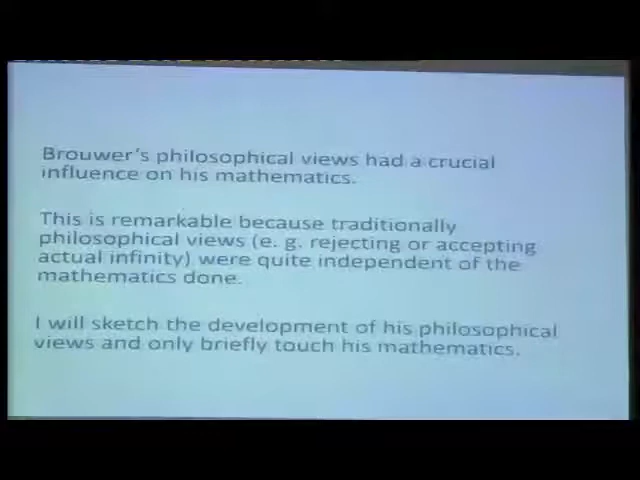 Brouwer's philosophical views had a crucial
influence on his mathematics.
This is remarkable because traditionally
philosophical views (e. g. rejecting or accepting
actual infinity) were quite independent of the
mathematics done.
I will sketch the development of his philosophical
views and only briefly touch his mathematics.